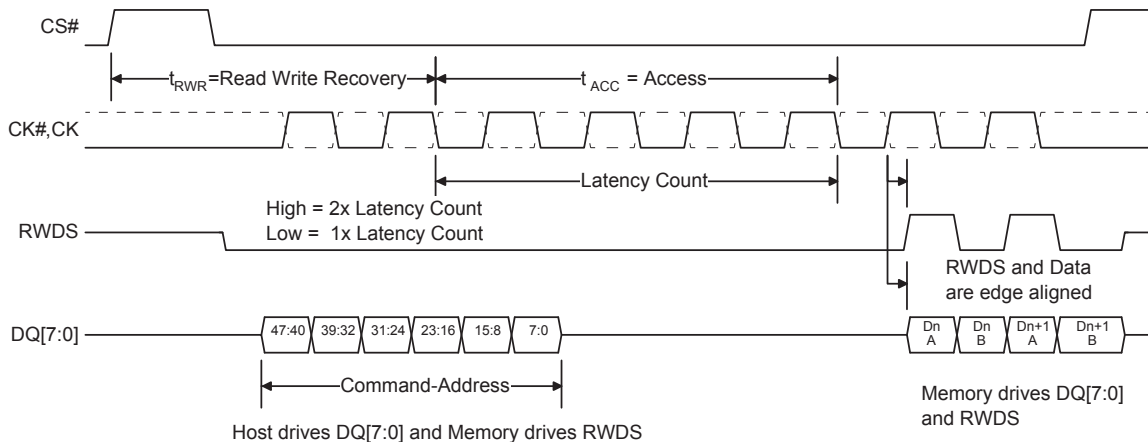 CS#
tRWR=Read Write Recovery
tACC = Access
CK#,CK
Latency Count
High = 2x Latency Count
Low = 1x Latency Count
RWDS
RWDS and Data
are edge aligned
DQ[7:0]
47:40 39:32 31:24 23:16 15:8 7:0
Dn A
Dn B
Dn+1 A
Dn+1 B
Command-Address
Memory drives DQ[7:0]
and RWDS
Host drives DQ[7:0] and Memory drives RWDS